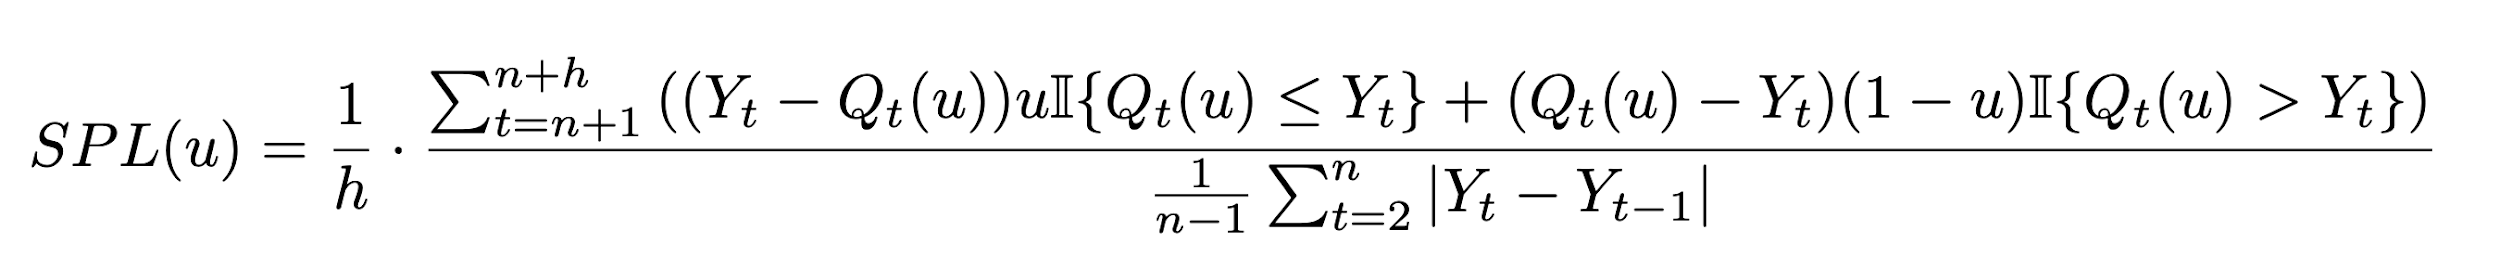 SPL(u) = \frac{1}{h} \cdot \frac{\sum_{t=n+1}^{n+h} ((Y_t - Q_t(u))u\mathbb{I}\{Q_t(u) \leq Y_t\} + (Q_t(u) - Y_t)(1 - u)\mathbb{I}\{Q_t(u) > Y_t\})}{\frac{1}{n-1} \sum_{t=2}^{n} |Y_t - Y_{t-1}|}